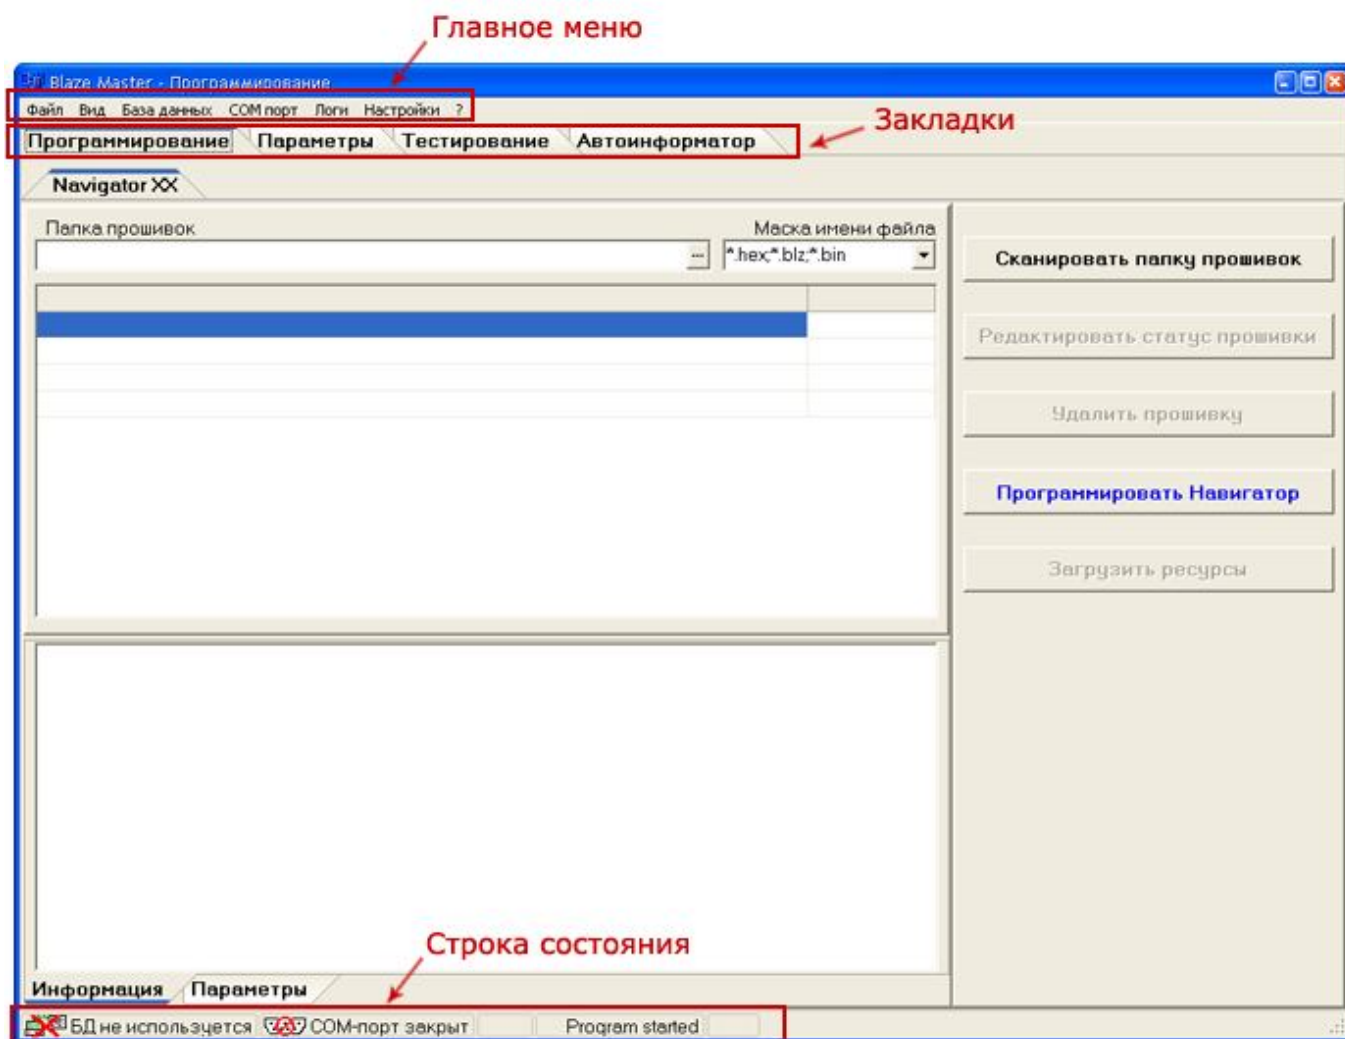 Главное меню
Blaze Master - Программирование
Файл Вид База данных COM порт Логи Настройки ?
Закладки
Программирование Параметры Тестирование Автоинформатор
Navigator XX
Папка прошивок Маска имени файла
... *.hex;*.blz;*.bin
Сканировать папку прошивок
Редактировать статус прошивки
Удалить прошивку
Программировать Навигатор
Загрузить ресурсы
Строка состояния
Информация Параметры
БД не используется COM-порт закрыт Program started